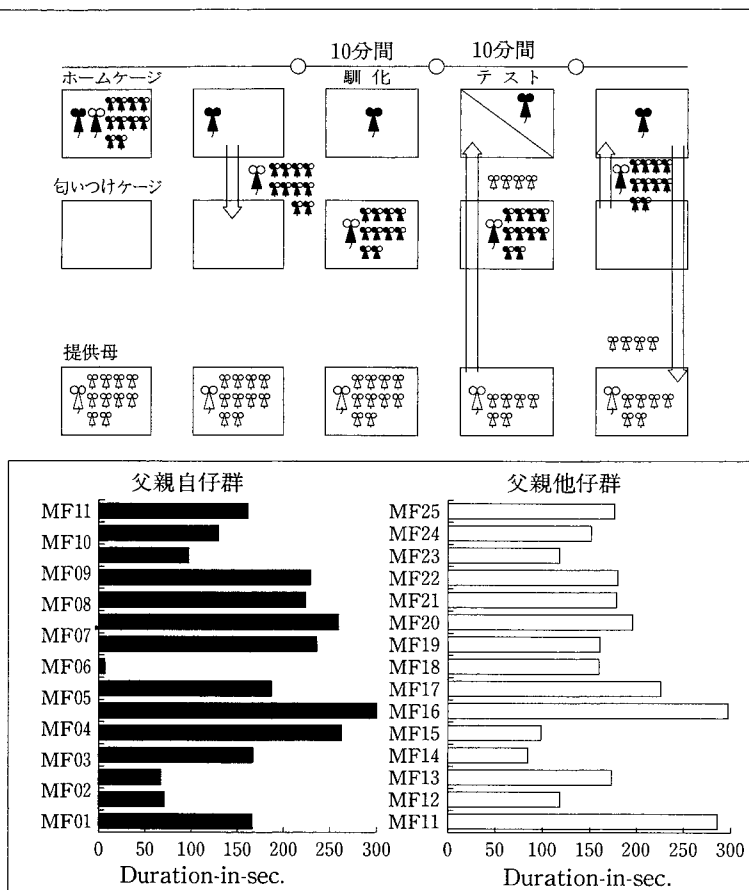 10分間 10分間
ホームケージ 馴化 テスト
匂いつけケージ
提供母
父親自仔群
MF11
MF10
MF09
MF08
MF07
MF06
MF05
MF04
MF03
MF02
MF01
0 50 100 150 200 250 300
Duration-in-sec.
父親他仔群
MF25
MF24
MF23
MF22
MF21
MF20
MF19
MF18
MF17
MF16
MF15
MF14
MF13
MF12
MF11
0 50 100 150 200 250 300
Duration-in-sec.